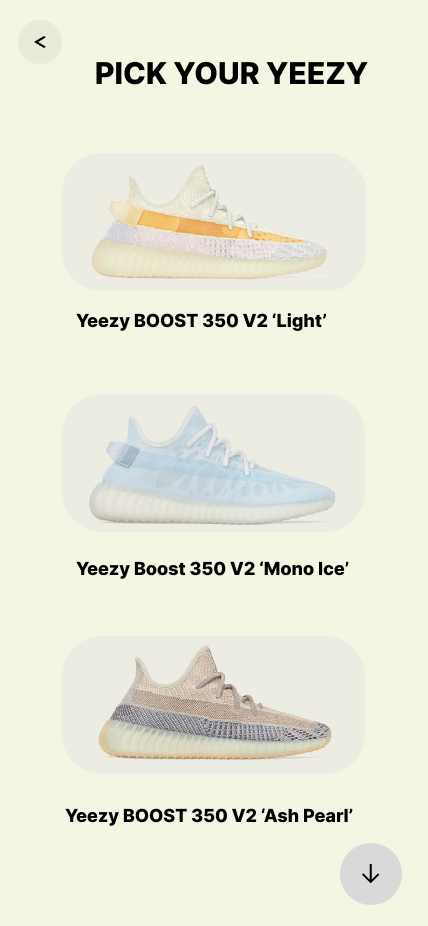 <
PICK YOUR YEEZY
Yeezy BOOST 350 V2 ‘Light’
Yeezy Boost 350 V2 ‘Mono Ice’
Yeezy BOOST 350 V2 ‘Ash Pearl’